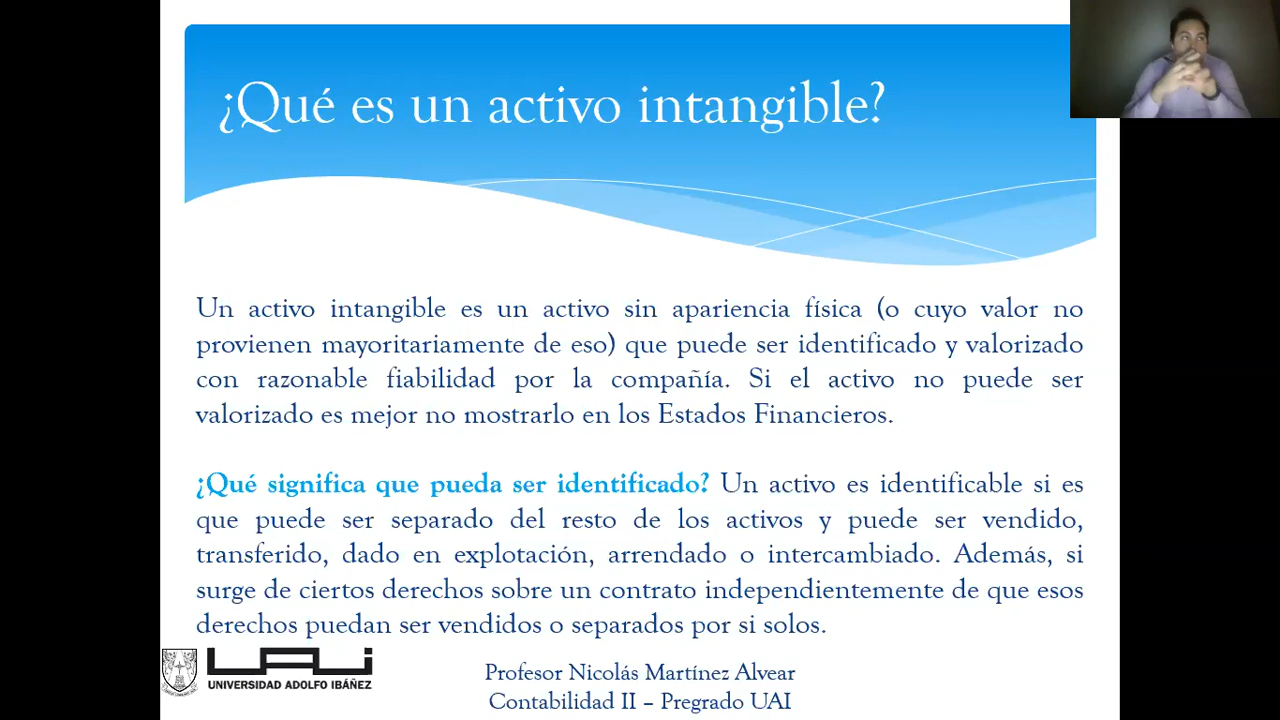 ¿Qué es un activo intangible?
Un activo intangible es un activo sin apariencia física (o cuyo valor no
provienen mayoritariamente de eso) que puede ser identificado y valorizado
con razonable fiabilidad por la compañía. Si el activo no puede ser
valorizado es mejor no mostrarlo en los Estados Financieros.
¿Qué significa que pueda ser identificado? Un activo es identificable si es
que puede ser separado del resto de los activos y puede ser vendido,
transferido, dado en explotación, arrendado o intercambiado. Además, si
surge de ciertos derechos sobre un contrato independientemente de que esos
derechos puedan ser vendidos o separados por si solos.
UAI
UNIVERSIDAD ADOLFO IBÁÑEZ
Profesor Nicolás Martínez Alvear
Contabilidad II – Pregrado UAI